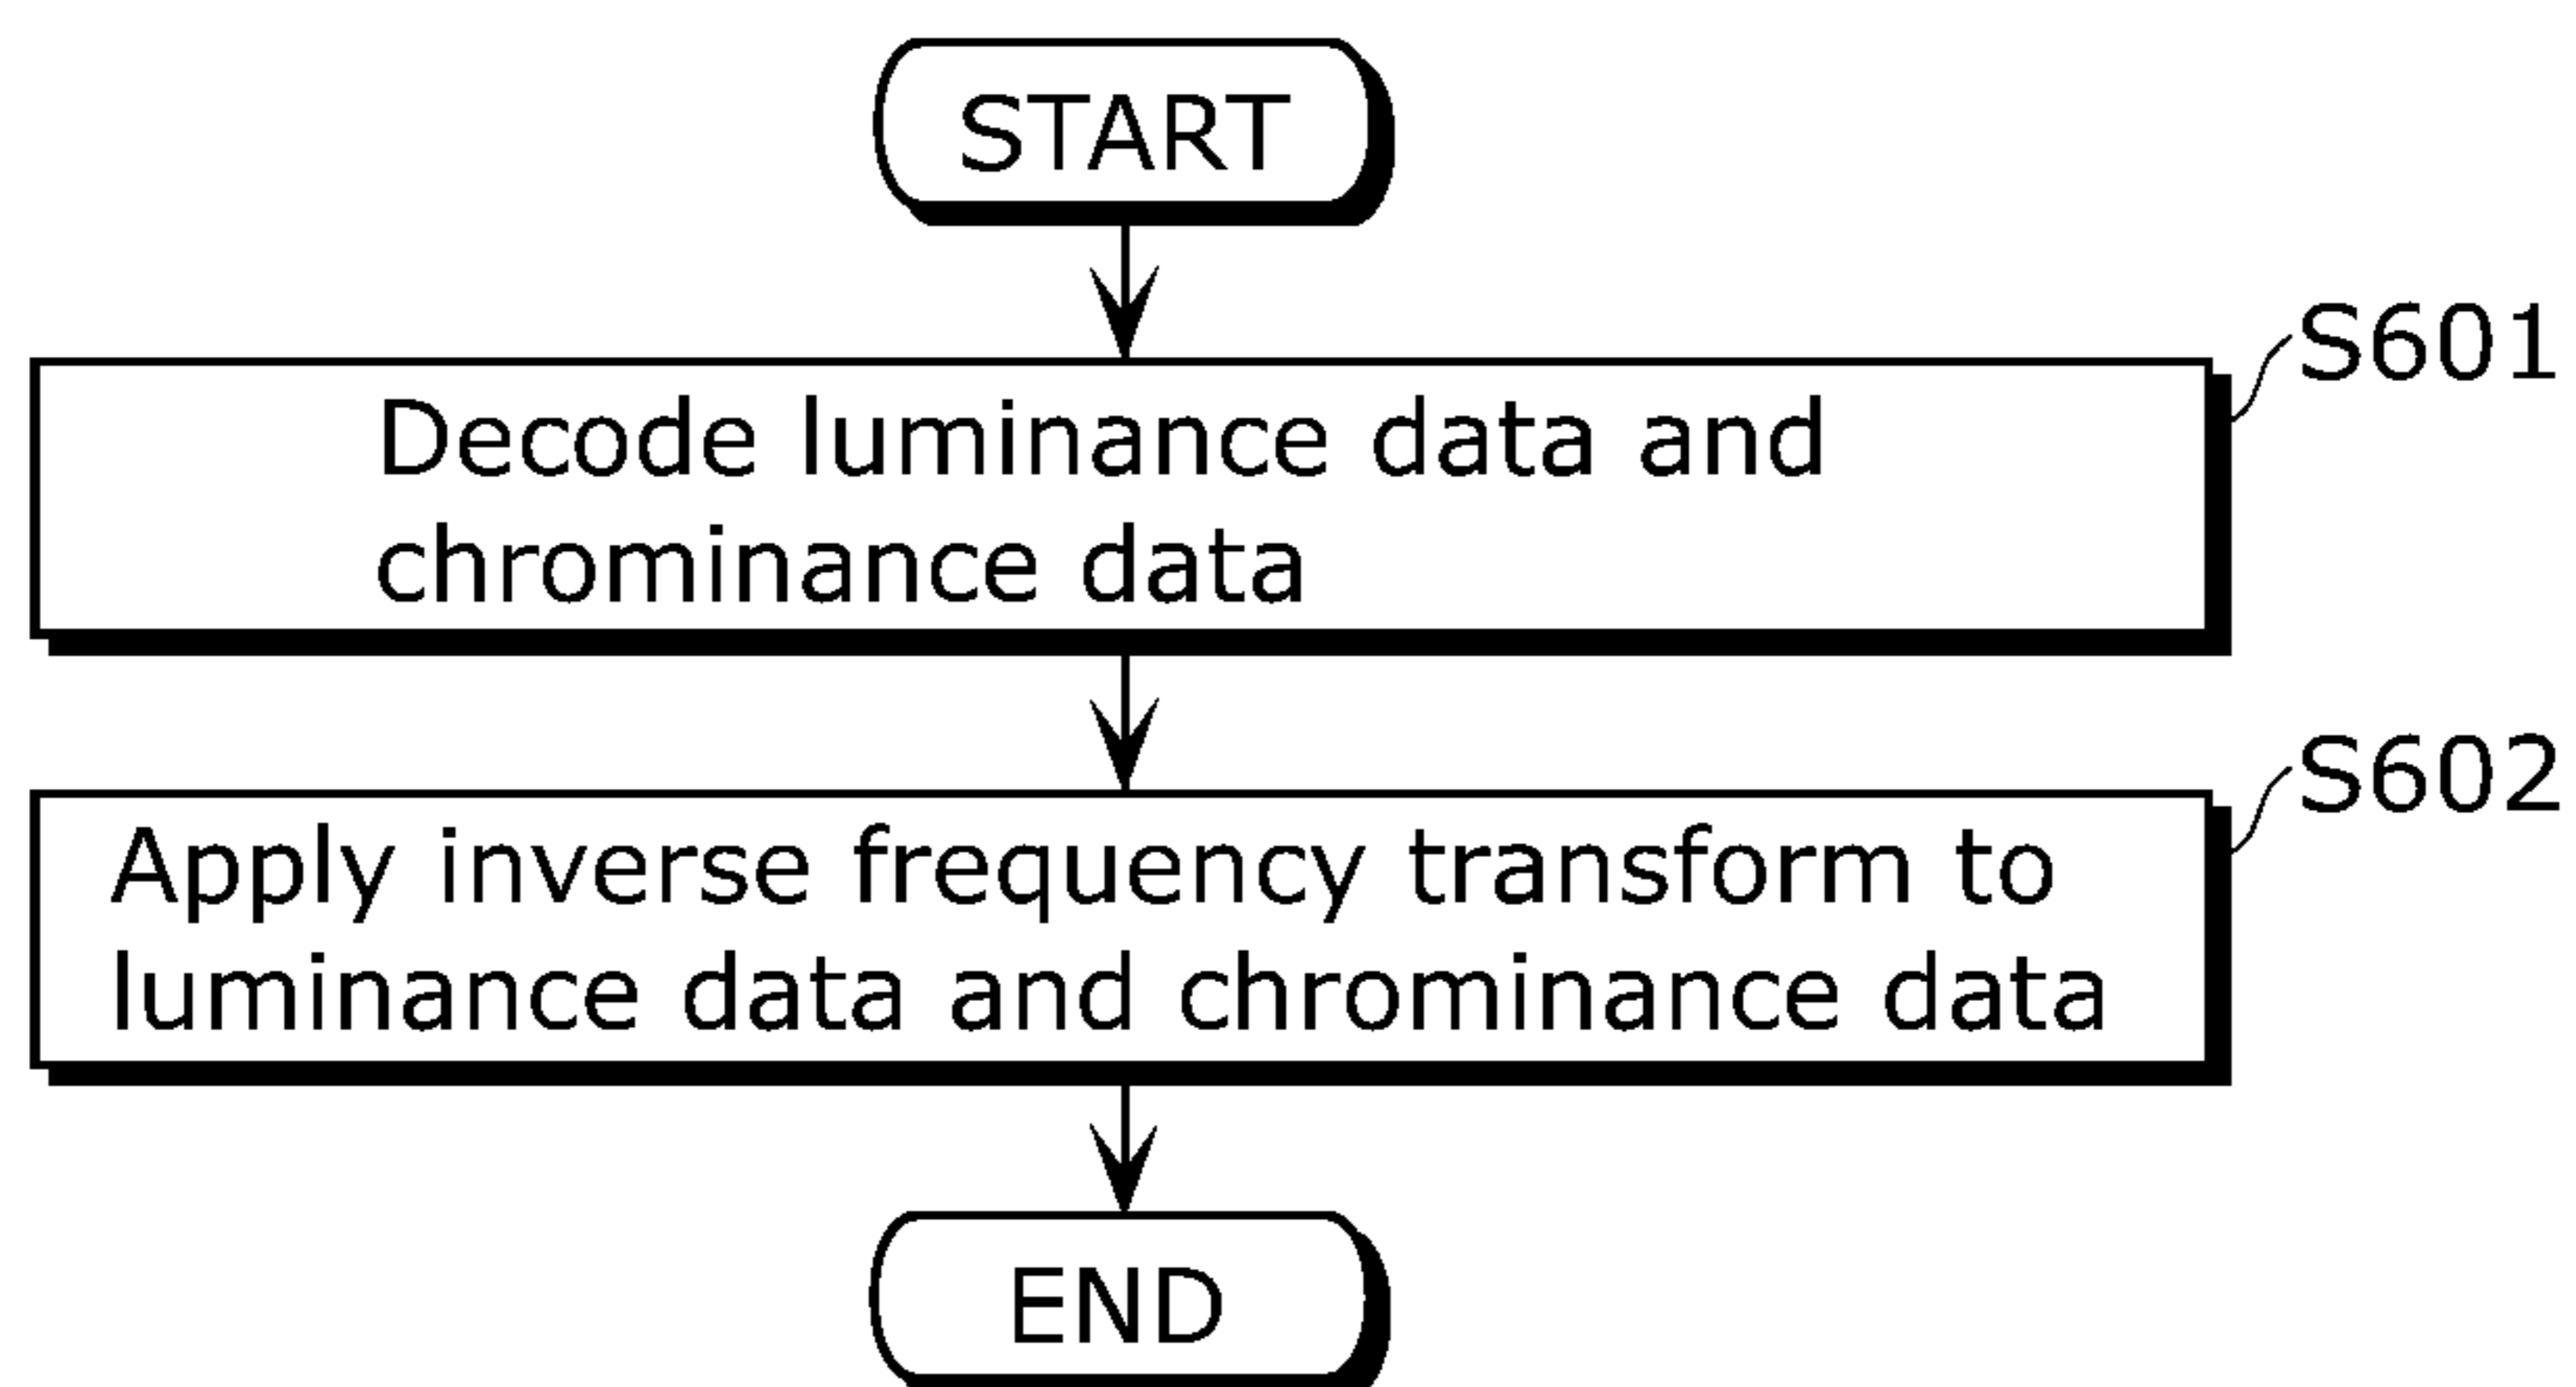 START
S601
Decode luminance data and
chrominance data
S602
Apply inverse frequency transform to
luminance data and chrominance data
END